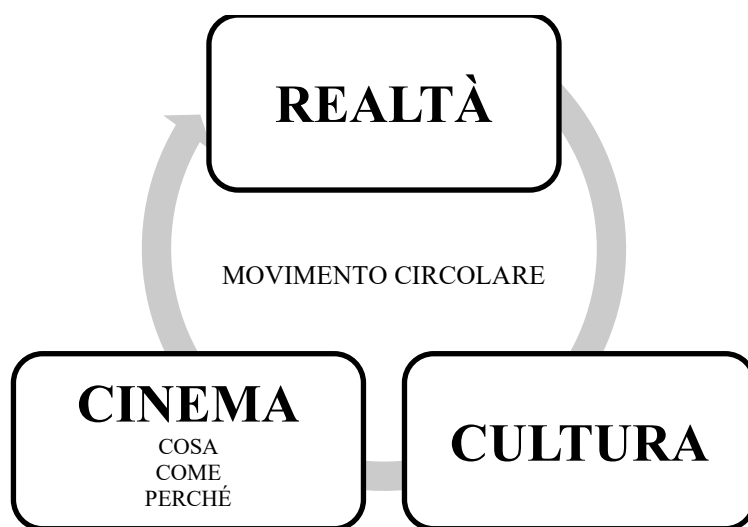 REALTÀ
MOVIMENTO CIRCOLARE
CINEMA
COSA
COME
PERCHÉ
CULTURA